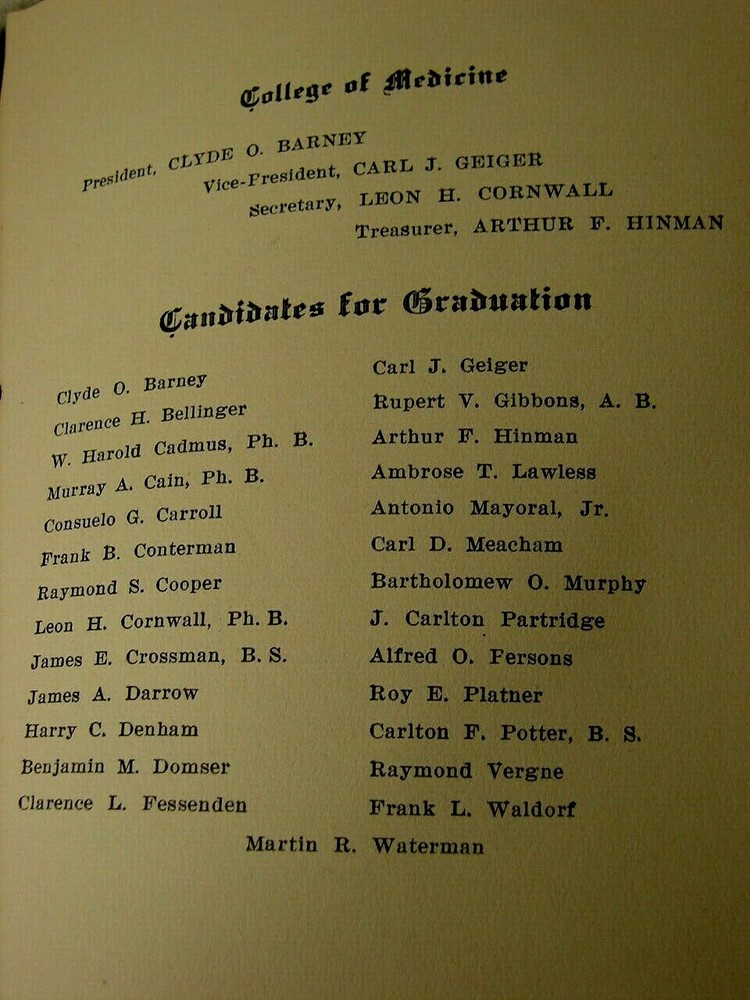 College of Medicine
President, CLYDE O. BARNEY
Vice-President, CARL J. GEIGER
Secretary, LEON H. CORNWALL
Treasurer, ARTHUR F. HINMAN
Candidates for Graduation
Clyde O. Barney
Clarence H. Bellinger
W. Harold Cadmus, Ph. B.
Murray A. Cain, Ph. B.
Consuelo G. Carroll
Frank B. Conterman
Raymond S. Cooper
Leon H. Cornwall, Ph. B.
James E. Crossman, B. S.
James A. Darrow
Harry C. Denham
Benjamin M. Domser
Clarence L. Fessenden
Carl J. Geiger
Rupert V. Gibbons, A. B.
Arthur F. Hinman
Ambrose T. Lawless
Antonio Mayoral, Jr.
Carl D. Meacham
Bartholomew O. Murphy
J. Carlton Partridge
Alfred O. Persons
Roy E. Platner
Carlton F. Potter, B. S.
Raymond Vergne
Frank L. Waldorf
Martin R. Waterman